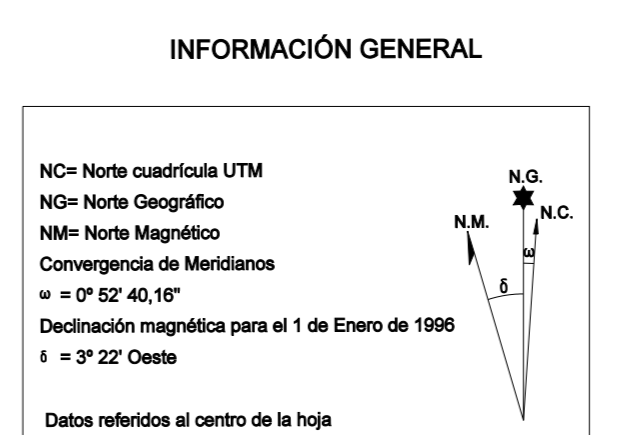 INFORMACIÓN GENERAL
NC= Norte cuadrícula UTM
NG= Norte Geográfico
NM= Norte Magnético
Convergencia de Meridianos
ω = 0º 52' 40,16"
Declinación magnética para el 1 de Enero de 1996
δ = 3º 22' Oeste
Datos referidos al centro de la hoja
N.G.
N.C.
N.M.
ω
δ